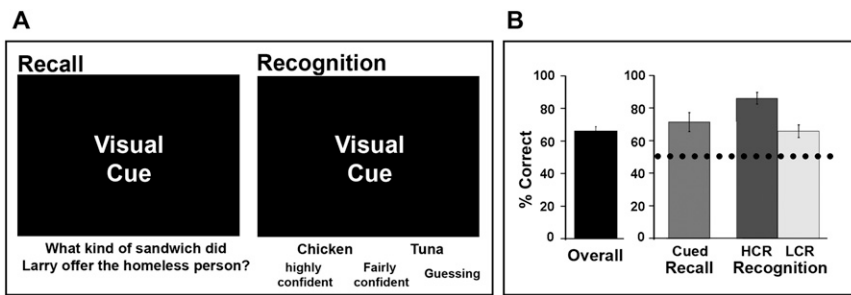 A
Recall
Visual
Cue
What kind of sandwich did
Larry offer the homeless person?
Recognition
Visual
Cue
Chicken Tuna
highly
confident
Fairly
confident
Guessing
B
% Correct
100
80
60
40
20
0
Overall
100
80
60
40
20
0
Cued
Recall
HCR LCR
Recognition